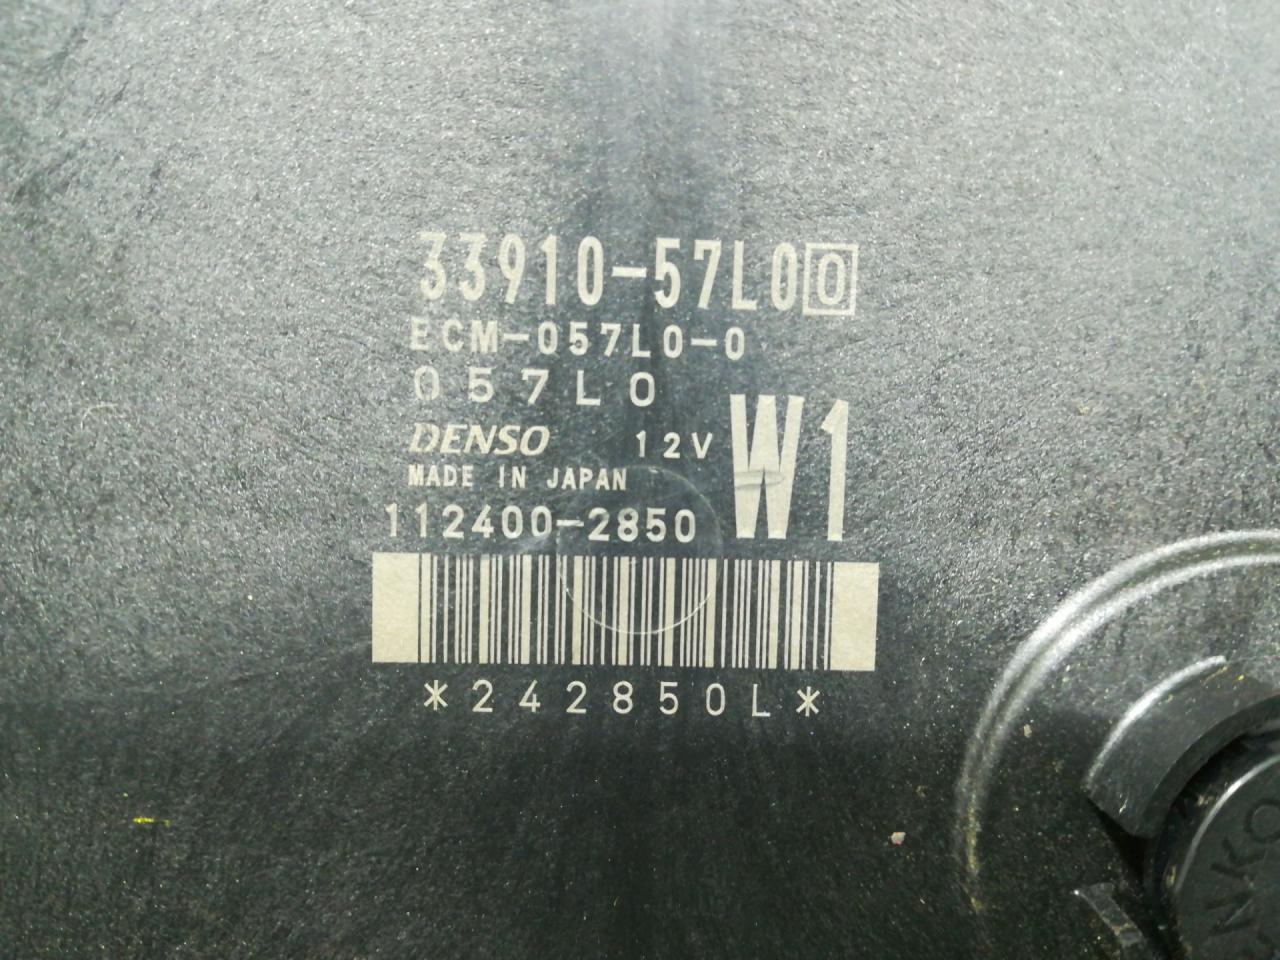 33910-57L0 0
ECM-057L0-0
057L0
DENSO 12V W1
MADE IN JAPAN
112400-2850
*242850L*